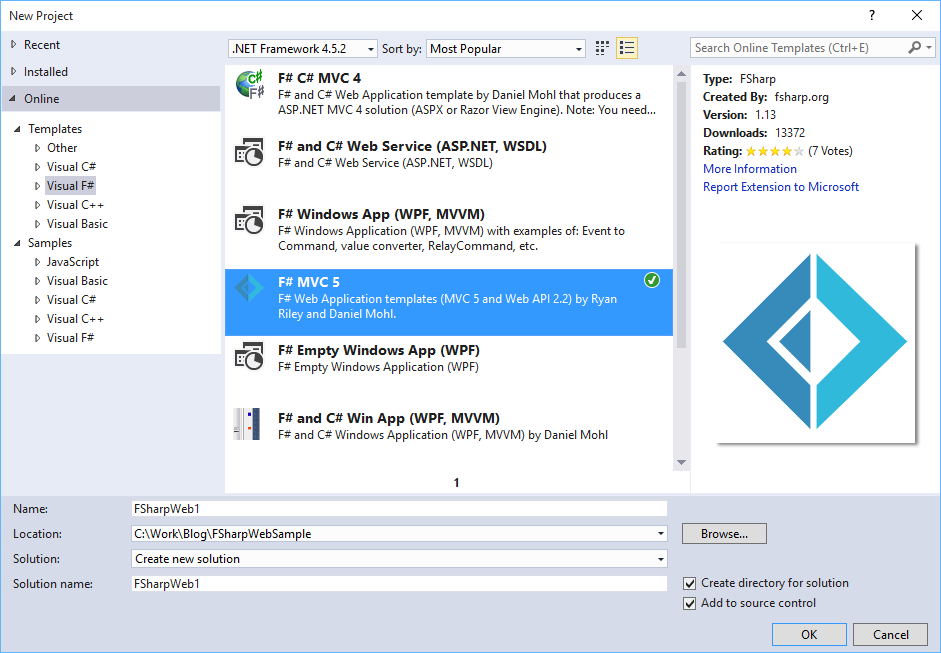 New Project
?
Recent
Installed
Online
Templates
Other
Visual C#
Visual F#
Visual C++
Visual Basic
Samples
JavaScript
Visual Basic
Visual C#
Visual C++
Visual F#
.NET Framework 4.5.2
Sort by:
Most Popular
Search Online Templates (Ctrl+E)
C#
F#
F# C# MVC 4
F# and C# Web Application template by Daniel Mohl that produces a
ASP.NET MVC 4 solution (ASPX or Razor View Engine). Note: You need...
F# and C# Web Service (ASP.NET, WSDL)
F# and C# Web Service (ASP.NET, WSDL)
F# Windows App (WPF, MVVM)
F# Windows Application (WPF, MVVM) with examples of: Event to
Command, value converter, RelayCommand, etc.
F# MVC 5
F# Web Application templates (MVC 5 and Web API 2.2) by Ryan
Riley and Daniel Mohl.
F# Empty Windows App (WPF)
F# Empty Windows Application (WPF)
F# and C# Win App (WPF, MVVM)
F# and C# Windows Application (WPF, MVVM) by Daniel Mohl
1
Type: FSharp
Created By: fsharp.org
Version: 1.13
Downloads: 13372
Rating: (7 Votes)
More Information
Report Extension to Microsoft
Name: FSharpWeb1
Location: C:\Work\Blog\FSharpWebSample
Browse...
Solution: Create new solution
Solution name: FSharpWeb1
Create directory for solution
Add to source control
OK
Cancel